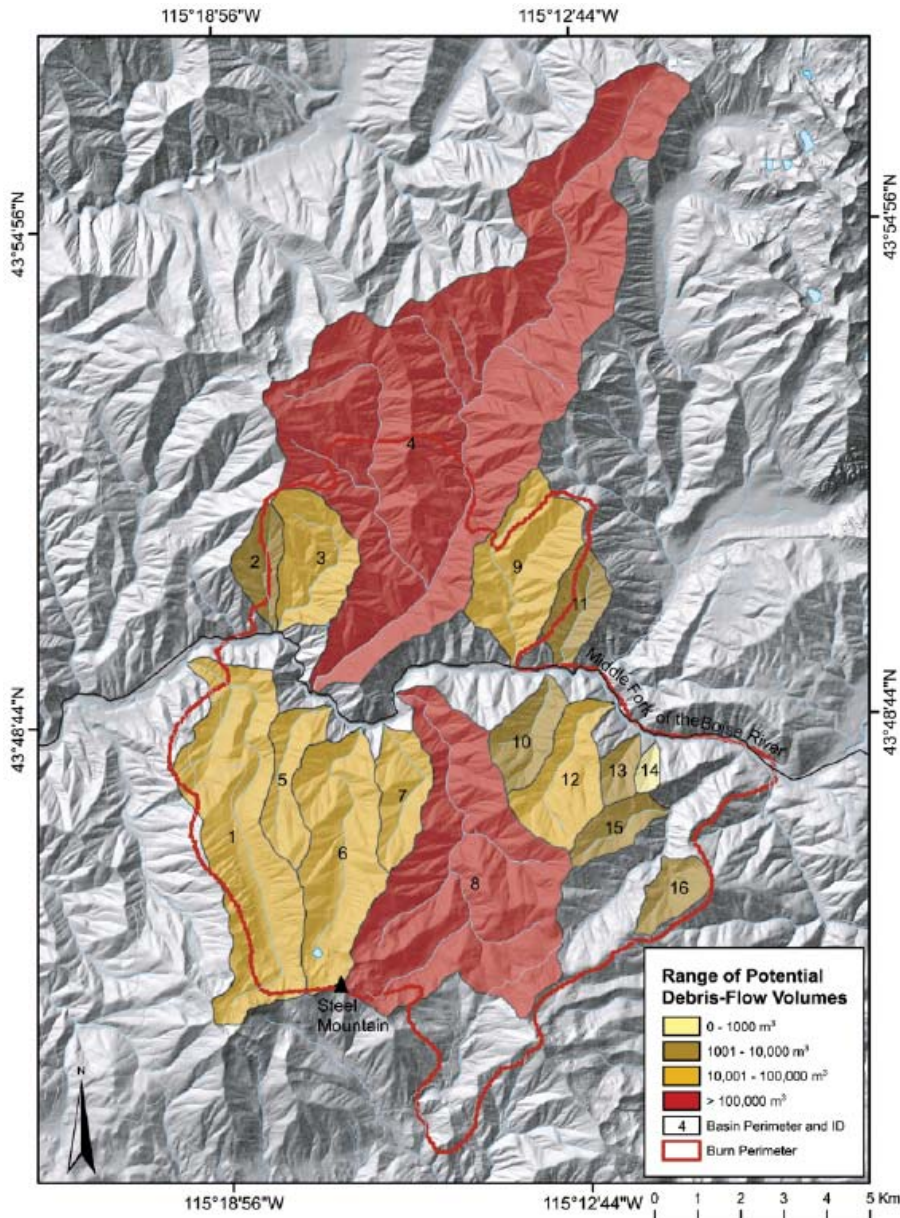 115°18'56"W
115°12'44"W
43°54'56"N
43°54'56"N
4
2
3
9
11
Middle Fork of the Boise River
43°48'44"N
43°48'44"N
10
5
12
13
14
7
1
15
6
8
16
Steel
Mountain
N
Range of Potential
Debris-Flow Volumes
0 - 1000 m³
1001 - 10,000 m³
10,001 - 100,000 m³
> 100,000 m³
4 Basin Perimeter and ID
Burn Perimeter
115°18'56"W
115°12'44"W
0 1 2 3 4 5 Km